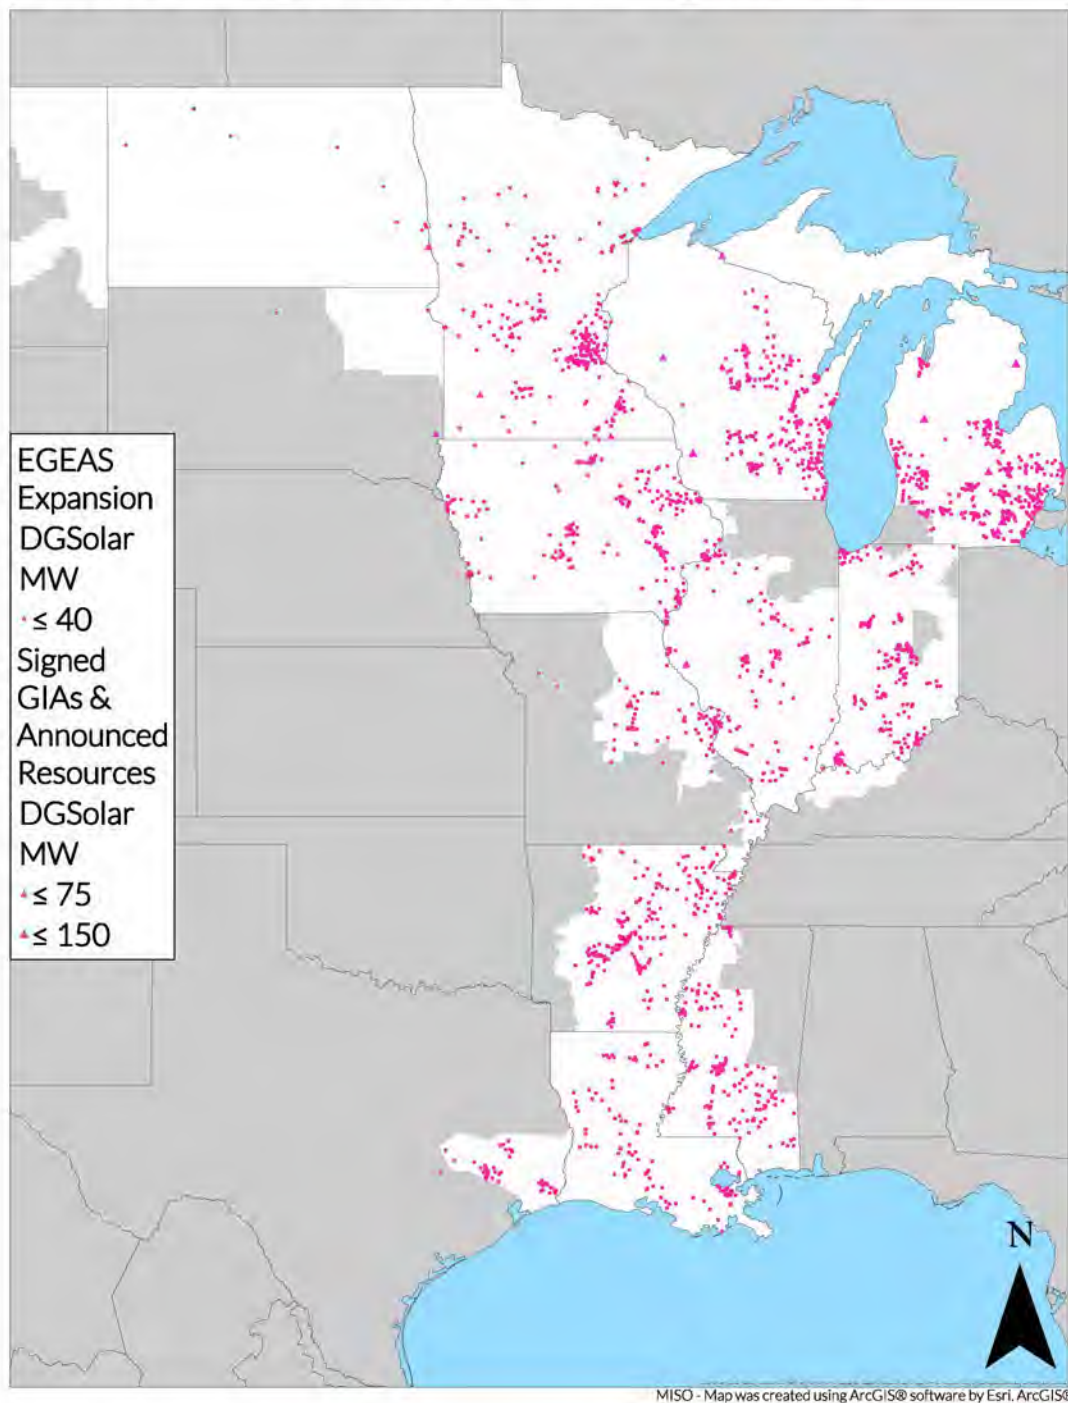 EGEAS
Expansion
DGSolar
MW
≤ 40
Signed
GIAs &
Announced
Resources
DGSolar
MW
≤ 75
≤ 150
N
MISO - Map was created using ArcGIS® software by Esri. ArcGIS®